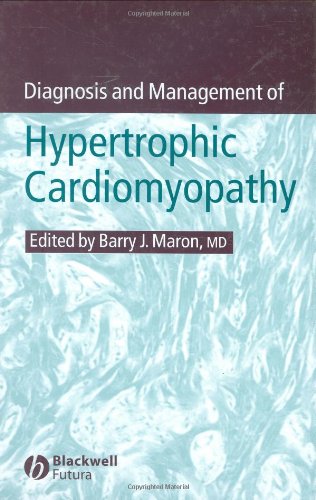 Diagnosis and Management of
Hypertrophic
Cardiomyopathy
Edited by Barry J. Maron, MD
Blackwell
Futura